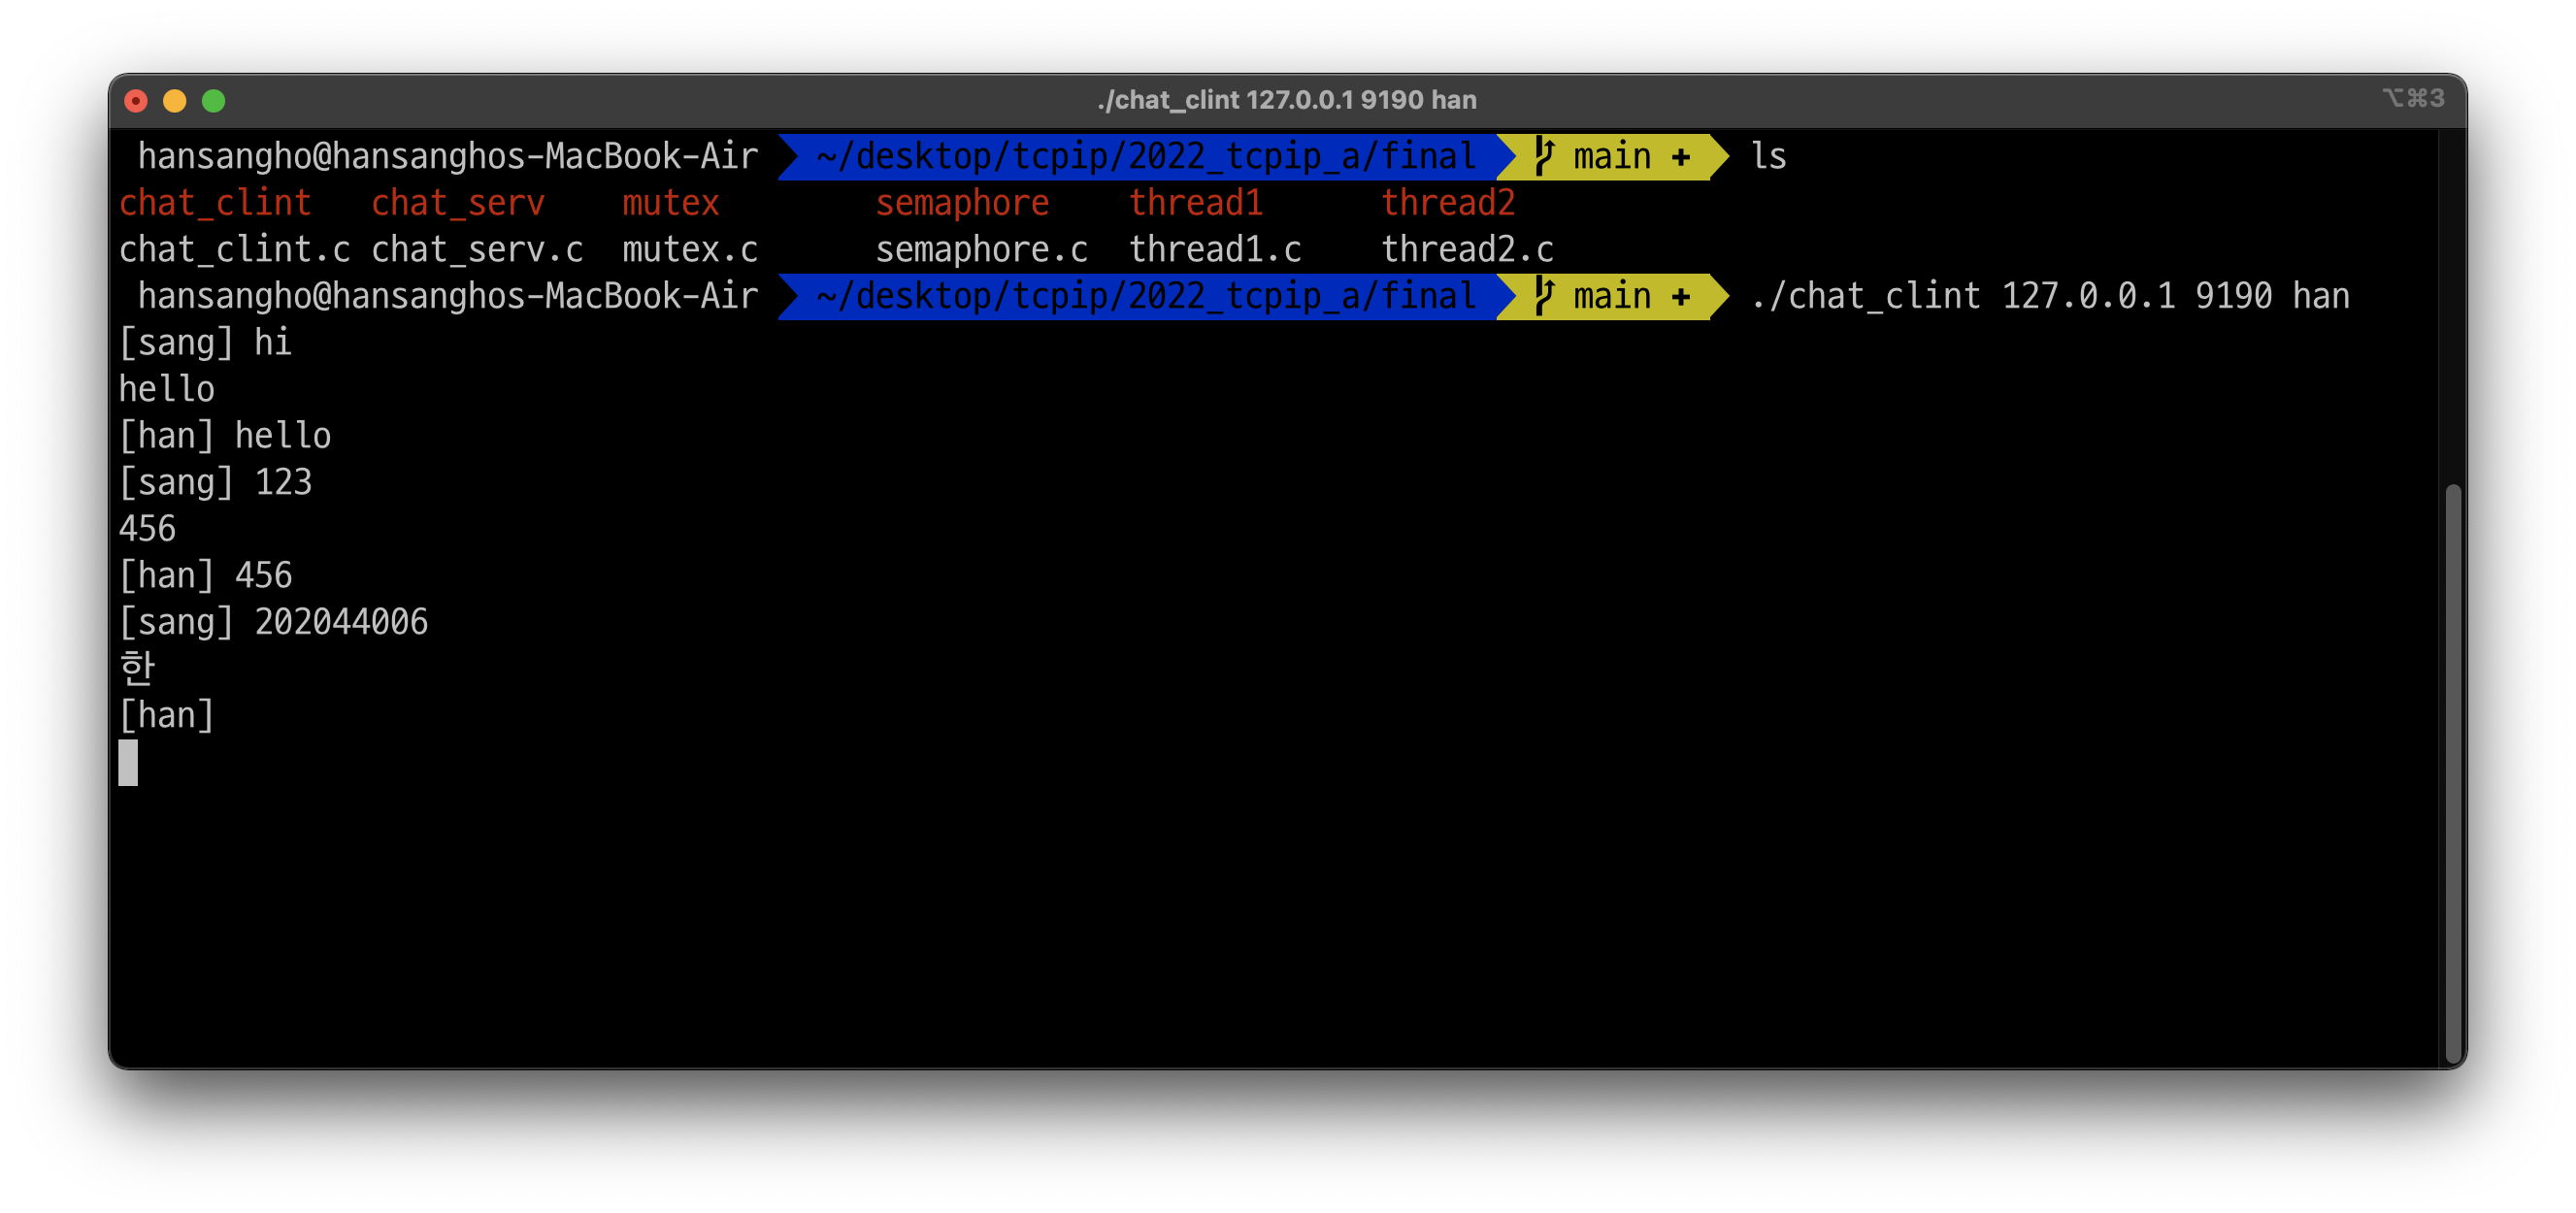 ./chat_clint 127.0.0.1 9190 han
⌥⌘3
hansangho@hansanghos-MacBook-Air ~/desktop/tcpip/2022_tcpip_a/final main + ls
chat_clint chat_serv mutex semaphore thread1 thread2
chat_clint.c chat_serv.c mutex.c semaphore.c thread1.c thread2.c
hansangho@hansanghos-MacBook-Air ~/desktop/tcpip/2022_tcpip_a/final main + ./chat_clint 127.0.0.1 9190 han
[sang] hi
hello
[han] hello
[sang] 123
456
[han] 456
[sang] 202044006
한
[han]